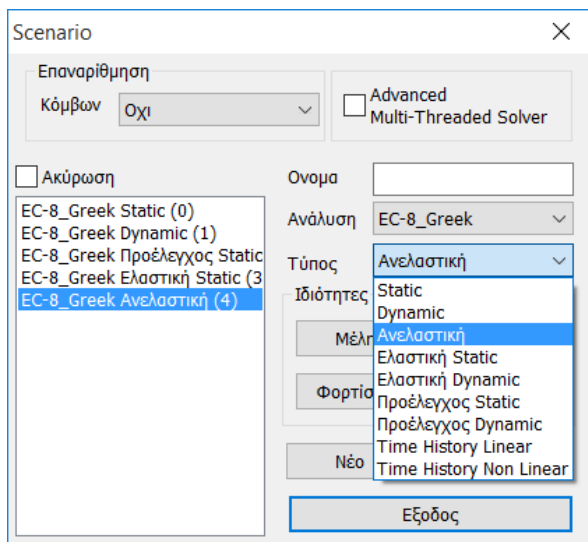 Scenario
Επαναρίθμηση
Κόμβων Οχι
Advanced
Multi-Threaded Solver
Ακύρωση
EC-8_Greek Static (0)
EC-8_Greek Dynamic (1)
EC-8_Greek Προέλεγχος Static
EC-8_Greek Ελαστική Static (3
EC-8_Greek Ανελαστική (4)
Ονομα
Ανάλυση EC-8_Greek
Τύπος Ανελαστική
Static
Dynamic
Ανελαστική
Ελαστική Static
Ελαστική Dynamic
Προέλεγχος Static
Προέλεγχος Dynamic
Time History Linear
Time History Non Linear
Ιδιότητες
Μέλη
Φορτίσ
Νέο
Εξοδος